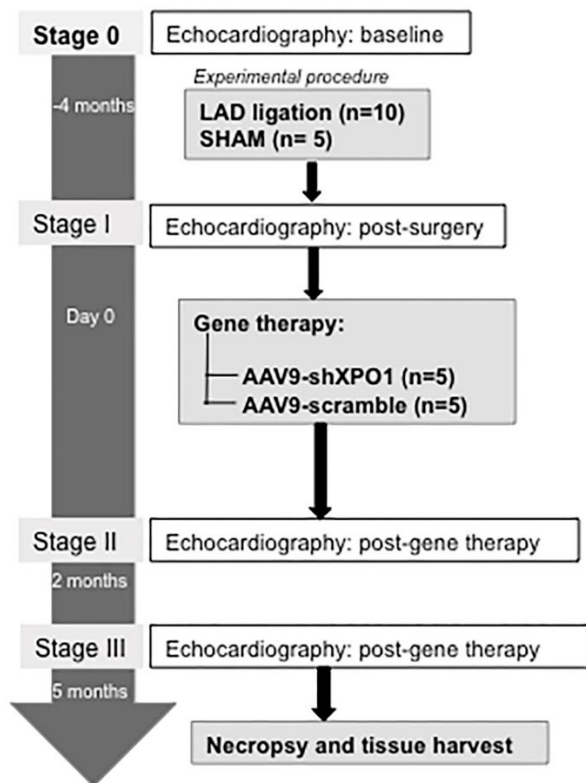 Stage 0
Echocardiography: baseline
Experimental procedure
-4 months
LAD ligation (n=10)
SHAM (n= 5)
Stage I
Echocardiography: post-surgery
Day 0
Gene therapy:
AAV9-shXPO1 (n=5)
AAV9-scramble (n=5)
Stage II
Echocardiography: post-gene therapy
2 months
Stage III
Echocardiography: post-gene therapy
5 months
Necropsy and tissue harvest